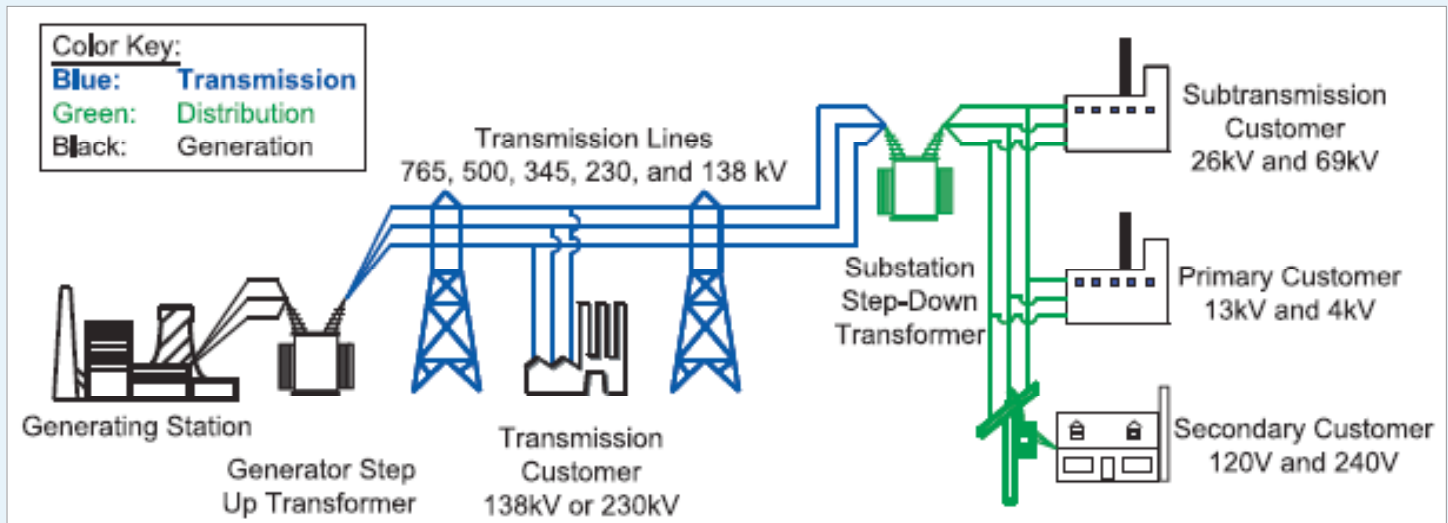 Color Key:
Blue: Transmission
Green: Distribution
Black: Generation
Transmission Lines
765, 500, 345, 230, and 138 kV
Subtransmission
Customer
26kV and 69kV
Substation
Step-Down
Transformer
Primary Customer
13kV and 4kV
Generating Station
Generator Step
Up Transformer
Transmission
Customer
138kV or 230kV
Secondary Customer
120V and 240V